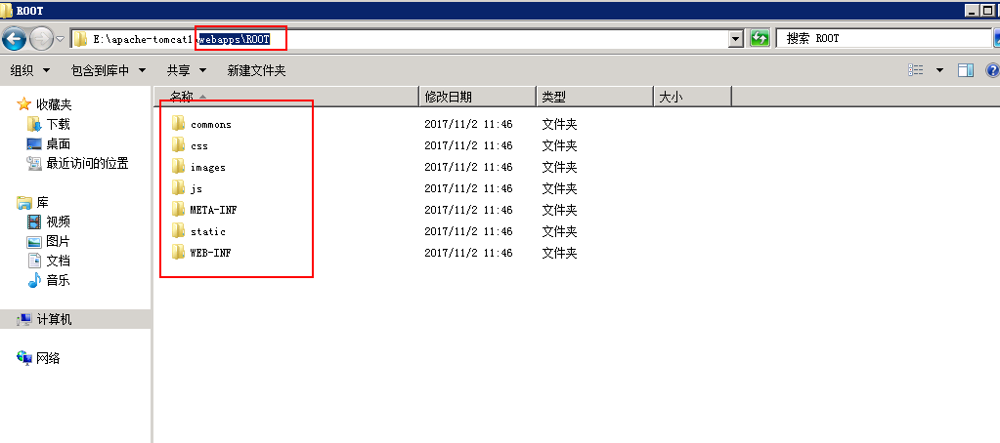 ROOT
E:\apache-tomcat1\webapps\ROOT
搜索 ROOT
组织 包含到库中 共享 新建文件夹
名称 修改日期 类型 大小
收藏夹
下载
桌面
最近访问的位置
库
视频
图片
文档
音乐
计算机
网络
commons 2017/11/2 11:46 文件夹
css 2017/11/2 11:46 文件夹
images 2017/11/2 11:46 文件夹
js 2017/11/2 11:46 文件夹
META-INF 2017/11/2 11:46 文件夹
static 2017/11/2 11:46 文件夹
WEB-INF 2017/11/2 11:46 文件夹